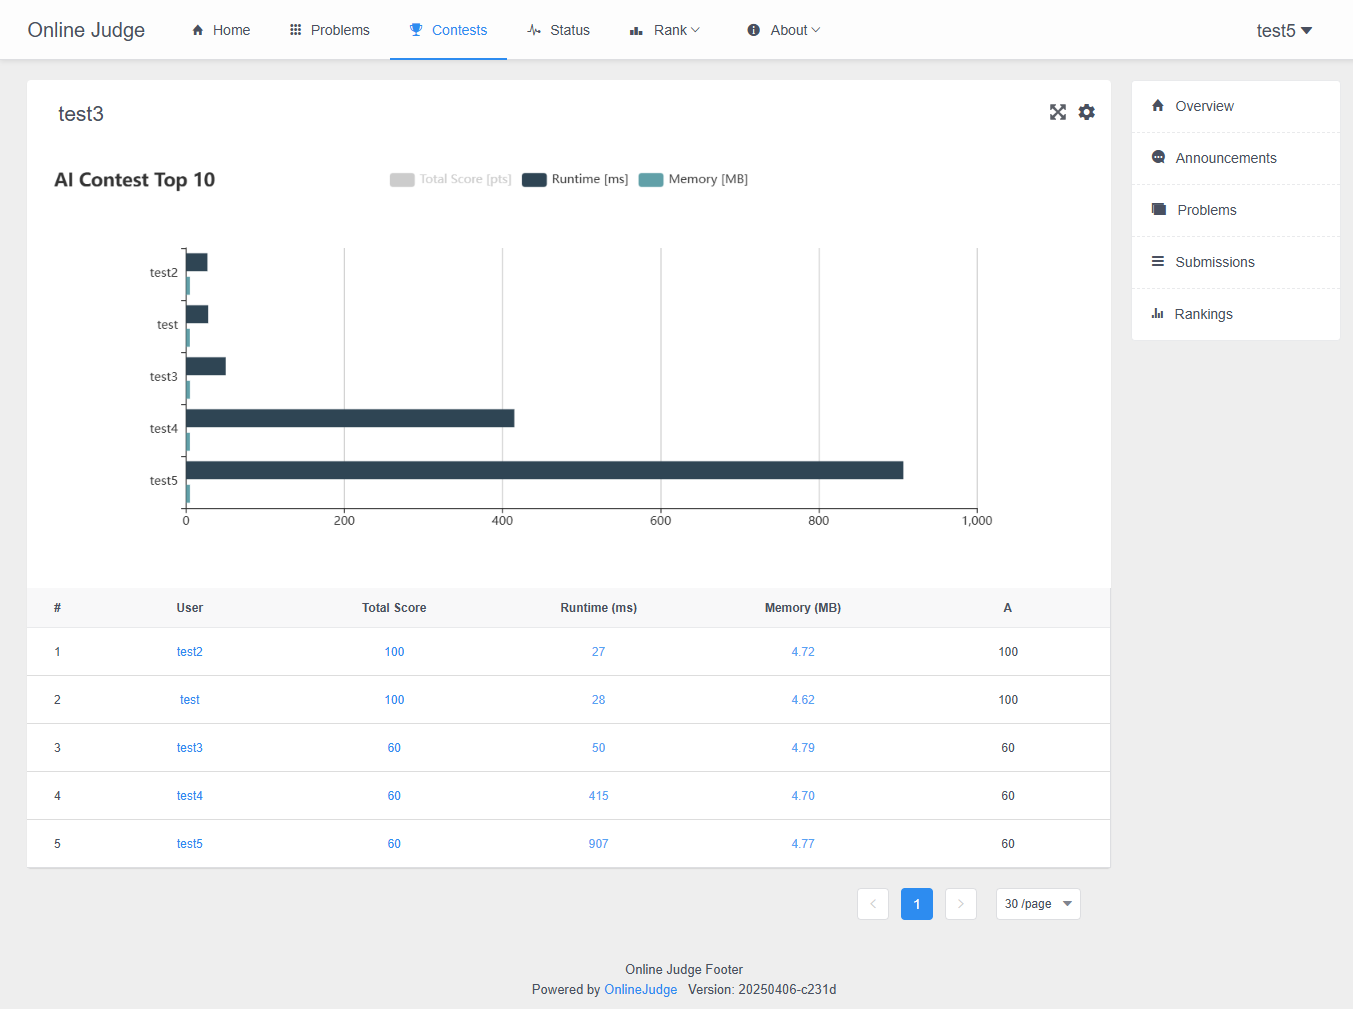 Online Judge Home Problems Contests Status Rank About test5
test3
Overview
Announcements
Problems
Submissions
Rankings
AI Contest Top 10
Total Score [pts] Runtime [ms] Memory [MB]
test2
test
test3
test4
test5
0 200 400 600 800 1,000
# User Total Score Runtime (ms) Memory (MB) A
1 test2 100 27 4.72 100
2 test 100 28 4.62 100
3 test3 60 50 4.79 60
4 test4 60 415 4.70 60
5 test5 60 907 4.77 60
1 30 /page
Online Judge Footer
Powered by OnlineJudge Version: 20250406-c231d